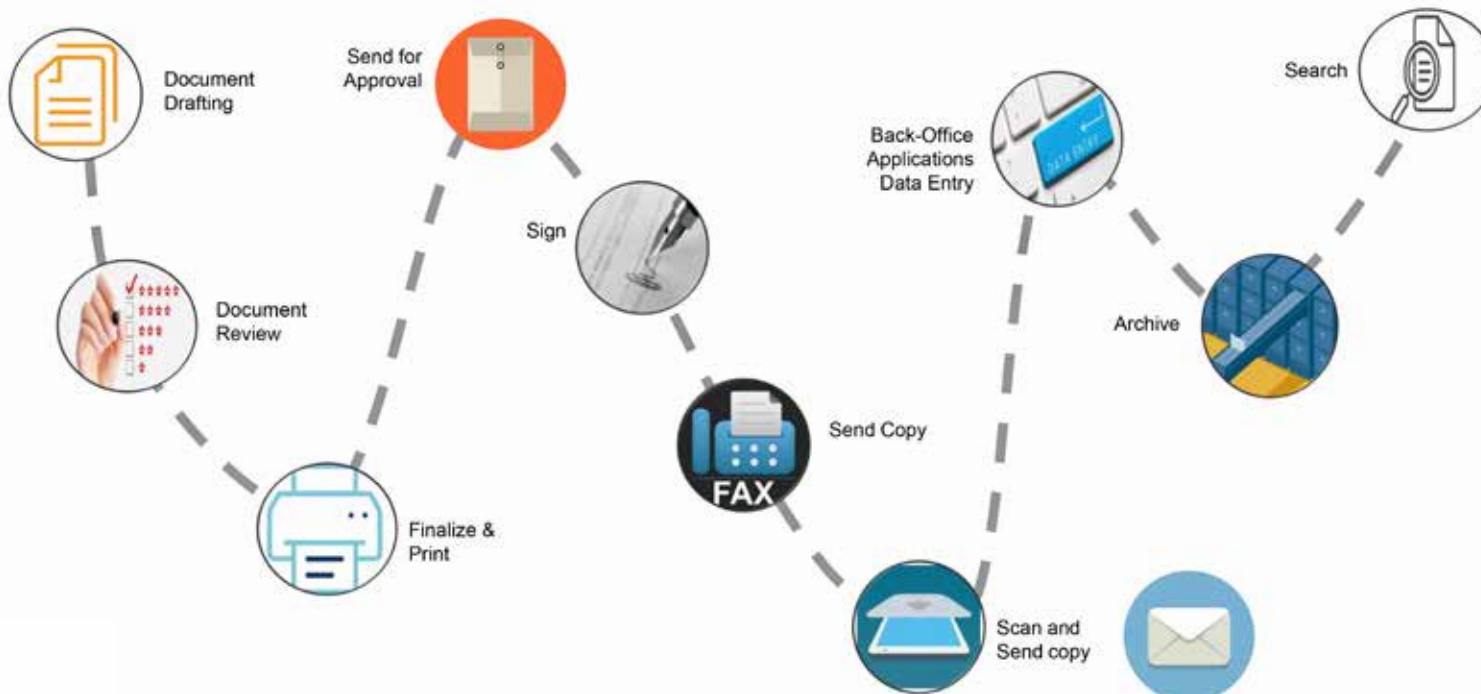 Document
Drafting
Document
Review
Finalize &
Print
Send for
Approval
Sign
Send Copy
FAX
Scan and
Send copy
Back-Office
Applications
Data Entry
DATA ENTRY
Archive
Search